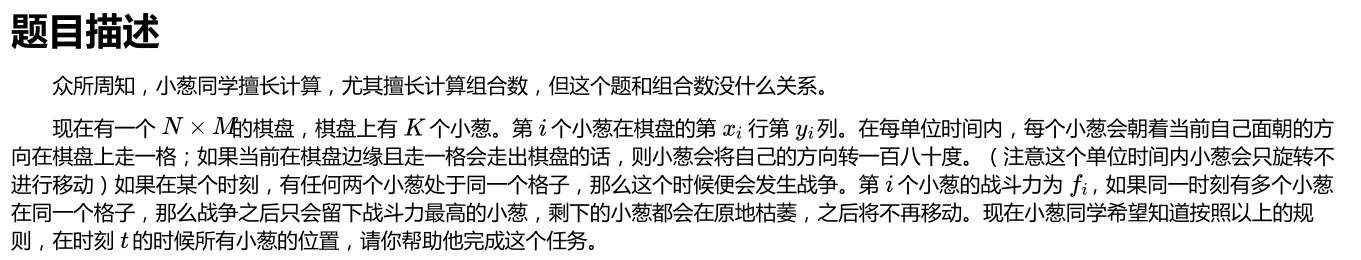 题目描述
众所周知，小葱同学擅长计算，尤其擅长计算组合数，但这个题和组合数没什么关系。
现在有一个 N × M的棋盘，棋盘上有 K 个小葱。第 i 个小葱在棋盘的第 x_i 行第 y_i 列。在每单位时间内，每个小葱会朝着当前自己面朝的方
向在棋盘上走一格；如果当前在棋盘边缘且走一格会走出棋盘的话，则小葱会将自己的方向转一百八十度。（注意这个单位时间内小葱会只旋转不
进行移动）如果在某个时刻，有任何两个小葱处于同一个格子，那么这个时候便会发生战争。第 i 个小葱的战斗力为 f_i，如果同一时刻有多个小葱
在同一个格子，那么战争之后只会留下战斗力最高的小葱，剩下的小葱都会在原地枯萎，之后将不再移动。现在小葱同学希望知道按照以上的规
则，在时刻 t 的时候所有小葱的位置，请你帮助他完成这个任务。